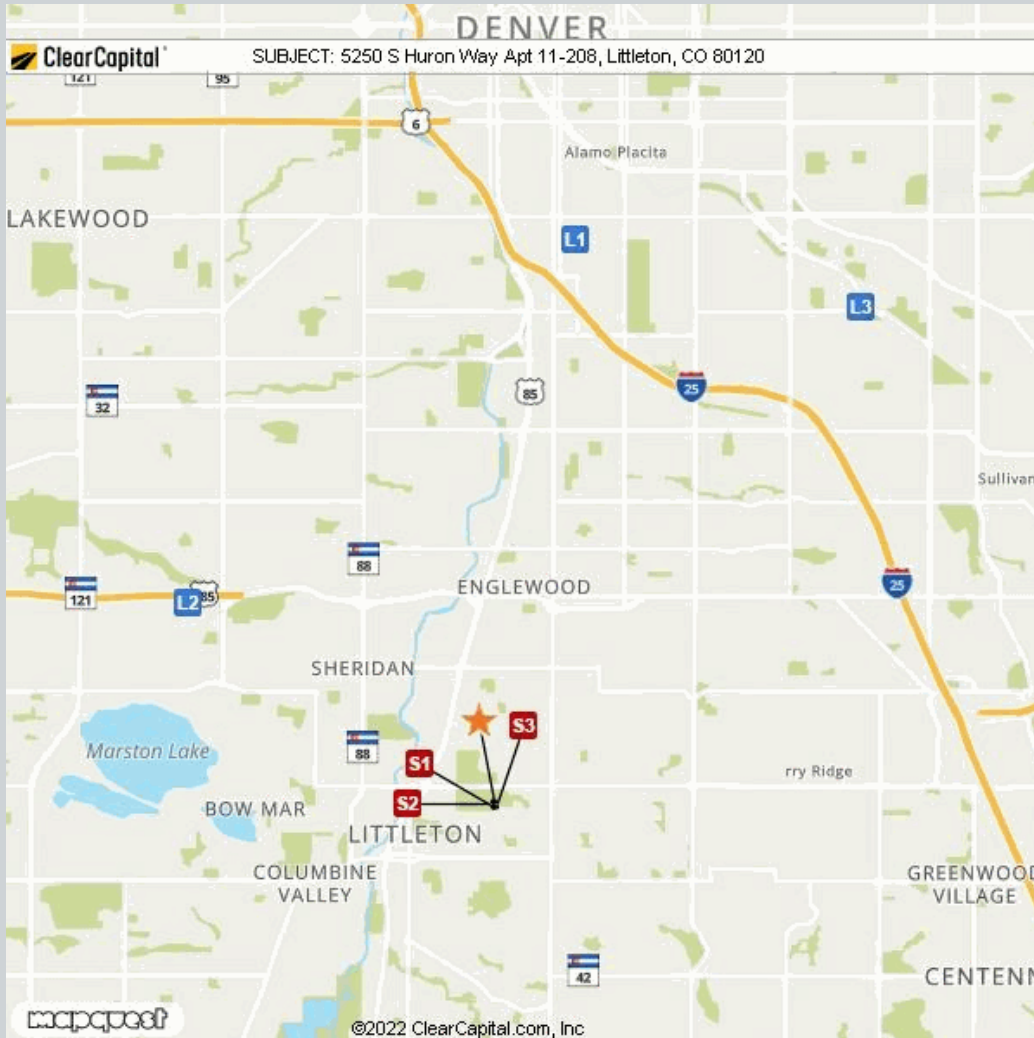 DENVER
ClearCapital
SUBJECT: 5250 S Huron Way Apt 11-208, Littleton, CO 80120
121
95
6
Alamo Placita
LAKEWOOD
L1
L3
85
25
32
Sullivan
88
ENGLEWOOD
25
121
L2
85
SHERIDAN
S3
88
Marston Lake
S1
rry Ridge
S2
BOW MAR
LITTLETON
COLUMBINE
VALLEY
GREENWOOD
VILLAGE
42
CENTENN
mapquest
©2022 ClearCapital.com, Inc